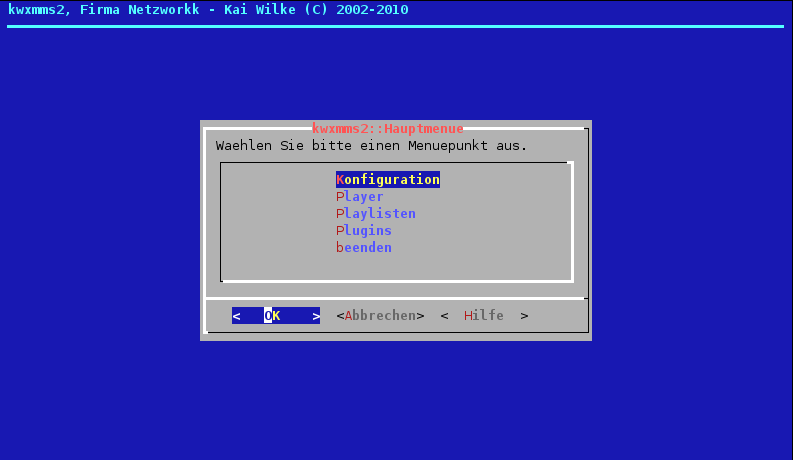 kwxmms2, Firma Netzworkk - Kai Wilke (C) 2002-2010
kwxmms2::Hauptmenue
Waehlen Sie bitte einen Menuepunkt aus.
Konfiguration
Player
Playlisten
Plugins
beenden
< OK > <Abbrechen> < Hilfe >